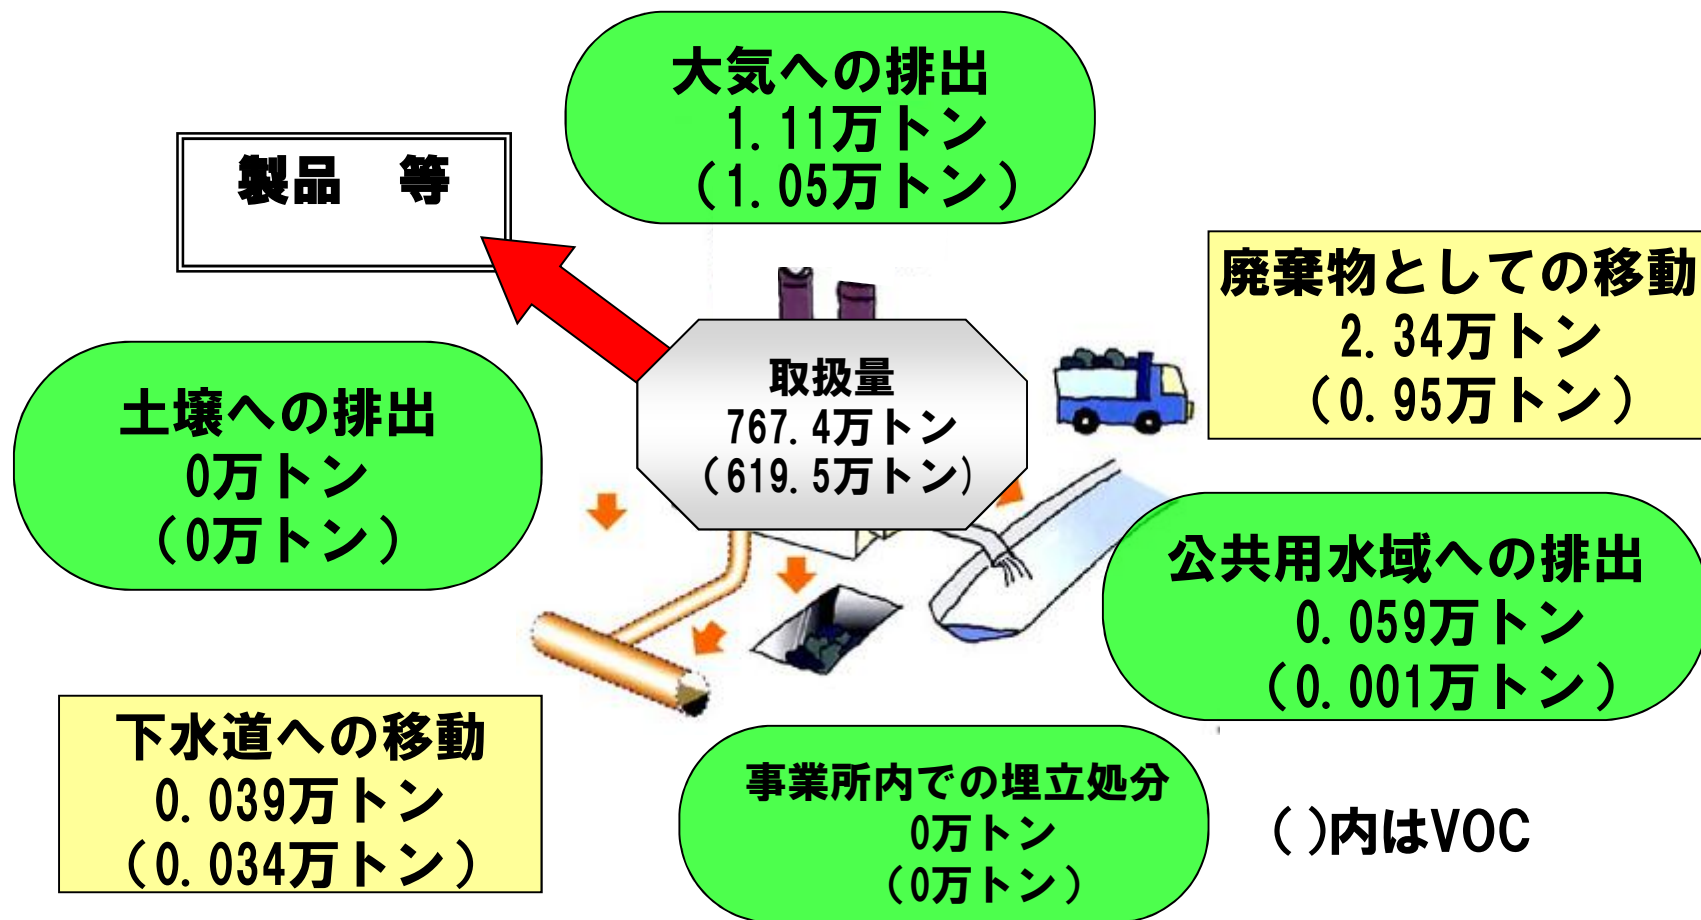 大気への排出
1.11万トン
(1.05万トン)
製品　等
廃棄物としての移動
2.34万トン
(0.95万トン)
取扱量
767.4万トン
(619.5万トン)
土壌への排出
0万トン
(0万トン)
公共用水域への排出
0.059万トン
(0.001万トン)
下水道への移動
0.039万トン
(0.034万トン)
事業所内での埋立処分
0万トン
(0万トン)
( )内はVOC